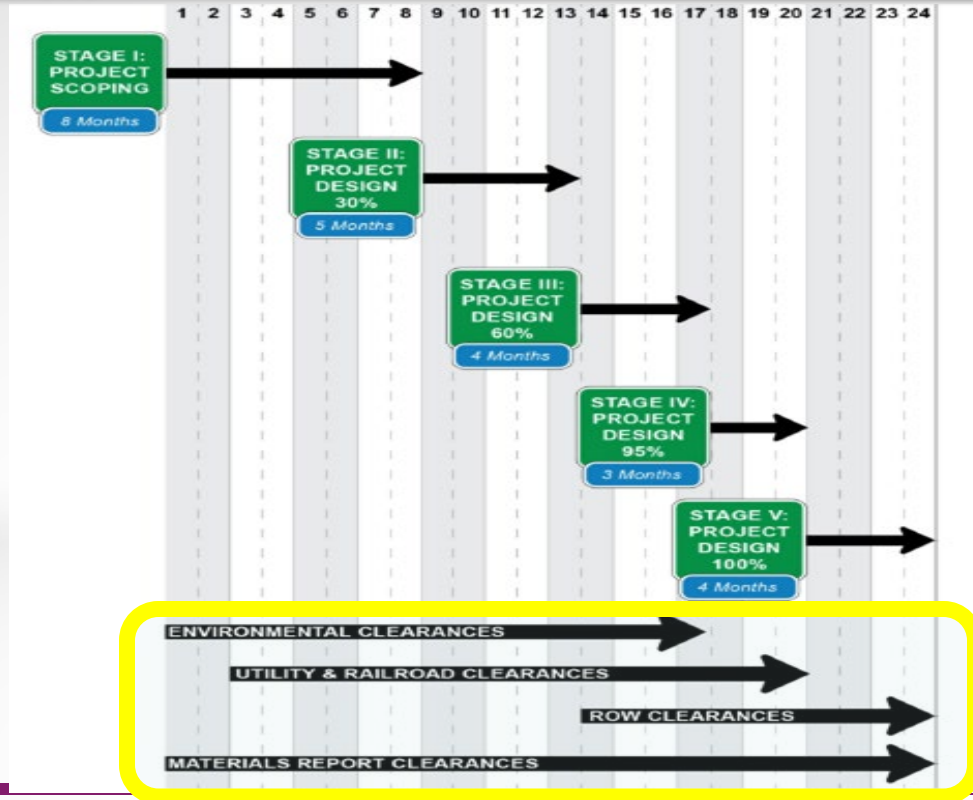 1 2 3 4 5 6 7 8 9 10 11 12 13 14 15 16 17 18 19 20 21 22 23 24
STAGE I:
PROJECT
SCOPING
8 Months
STAGE II:
PROJECT
DESIGN
30%
5 Months
STAGE III:
PROJECT
DESIGN
60%
4 Months
STAGE IV:
PROJECT
DESIGN
95%
3 Months
STAGE V:
PROJECT
DESIGN
100%
4 Months
ENVIRONMENTAL CLEARANCES
UTILITY & RAILROAD CLEARANCES
ROW CLEARANCES
MATERIALS REPORT CLEARANCES